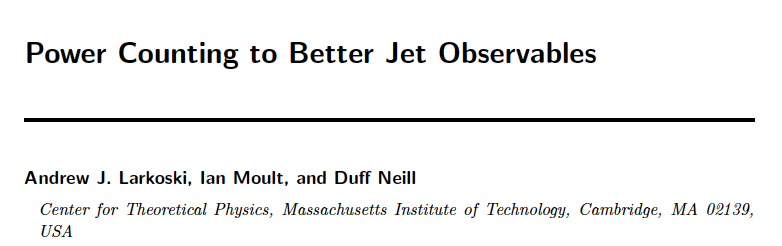 Power Counting to Better Jet Observables
Andrew J. Larkoski, Ian Moult, and Duff Neill
Center for Theoretical Physics, Massachusetts Institute of Technology, Cambridge, MA 02139,
USA